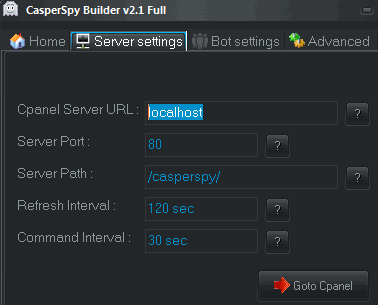 CasperSpy Builder v2.1 Full
Home Server settings Bot settings Advanced
Cpanel Server URL : localhost ?
Server Port : 80 ?
Server Path : /casperspy/ ?
Refresh Interval : 120 sec ?
Command Interval : 30 sec ?
Goto Cpanel